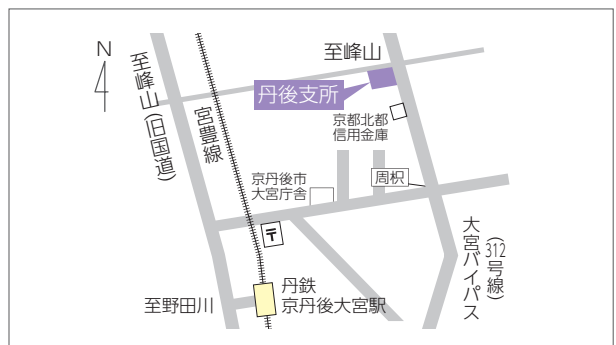 N
至峰山
至峰山(旧国道)
宮豊線
丹後支所
京都北都
信用金庫
京丹後市
大宮庁舎
周枳
〒
大宮バイパス
(312号線)
丹鉄
京丹後大宮駅
至野田川